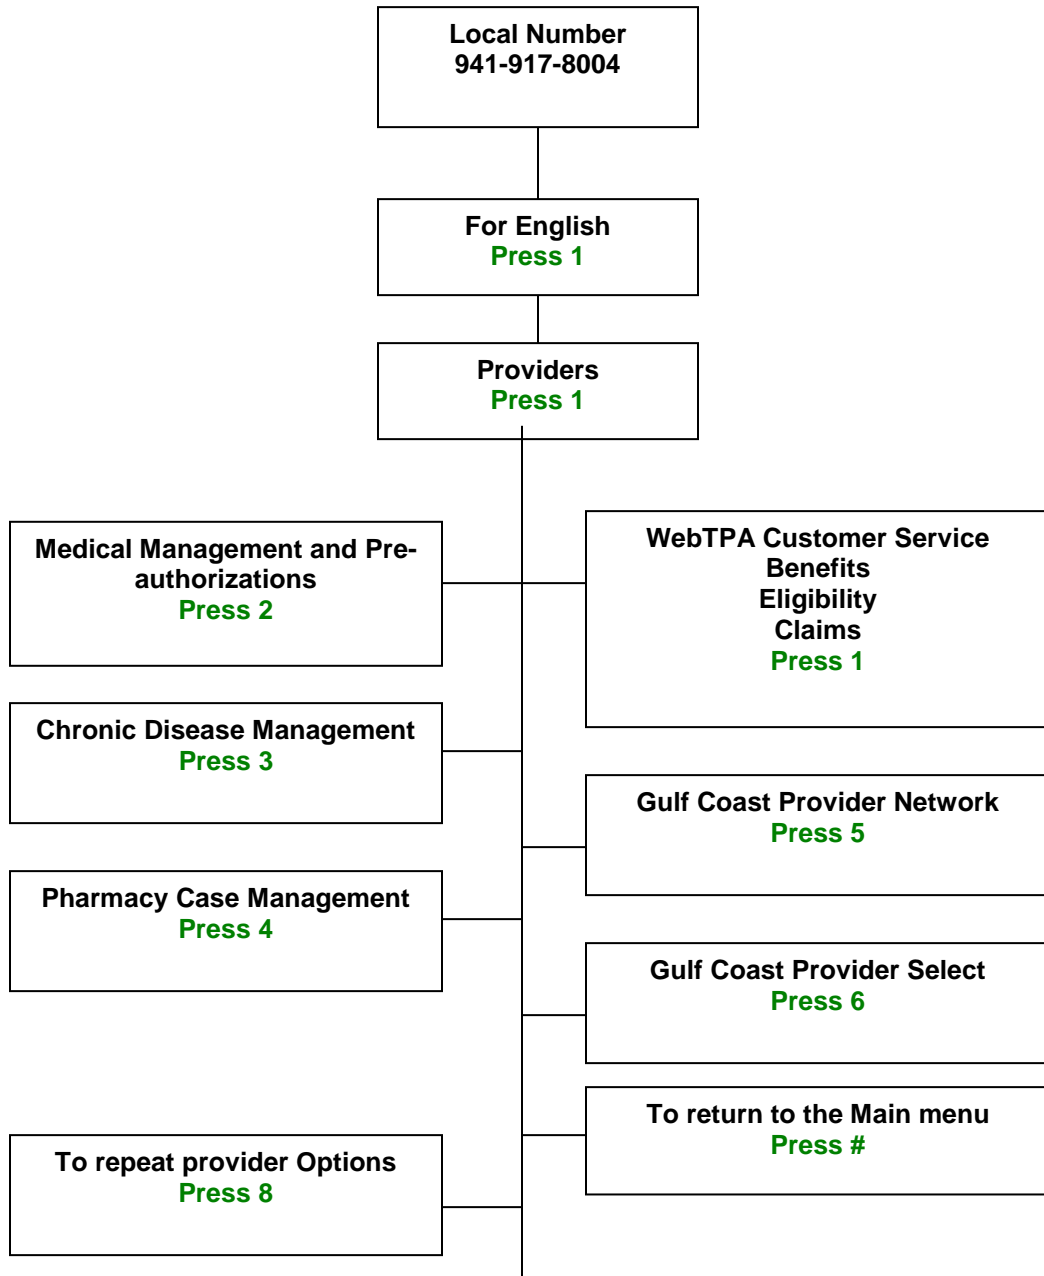 Local Number
941-917-8004
For English
Press 1
Providers
Press 1
Medical Management and Pre-
authorizations
Press 2
WebTPA Customer Service
Benefits
Eligibility
Claims
Press 1
Chronic Disease Management
Press 3
Gulf Coast Provider Network
Press 5
Pharmacy Case Management
Press 4
Gulf Coast Provider Select
Press 6
To return to the Main menu
Press #
To repeat provider Options
Press 8